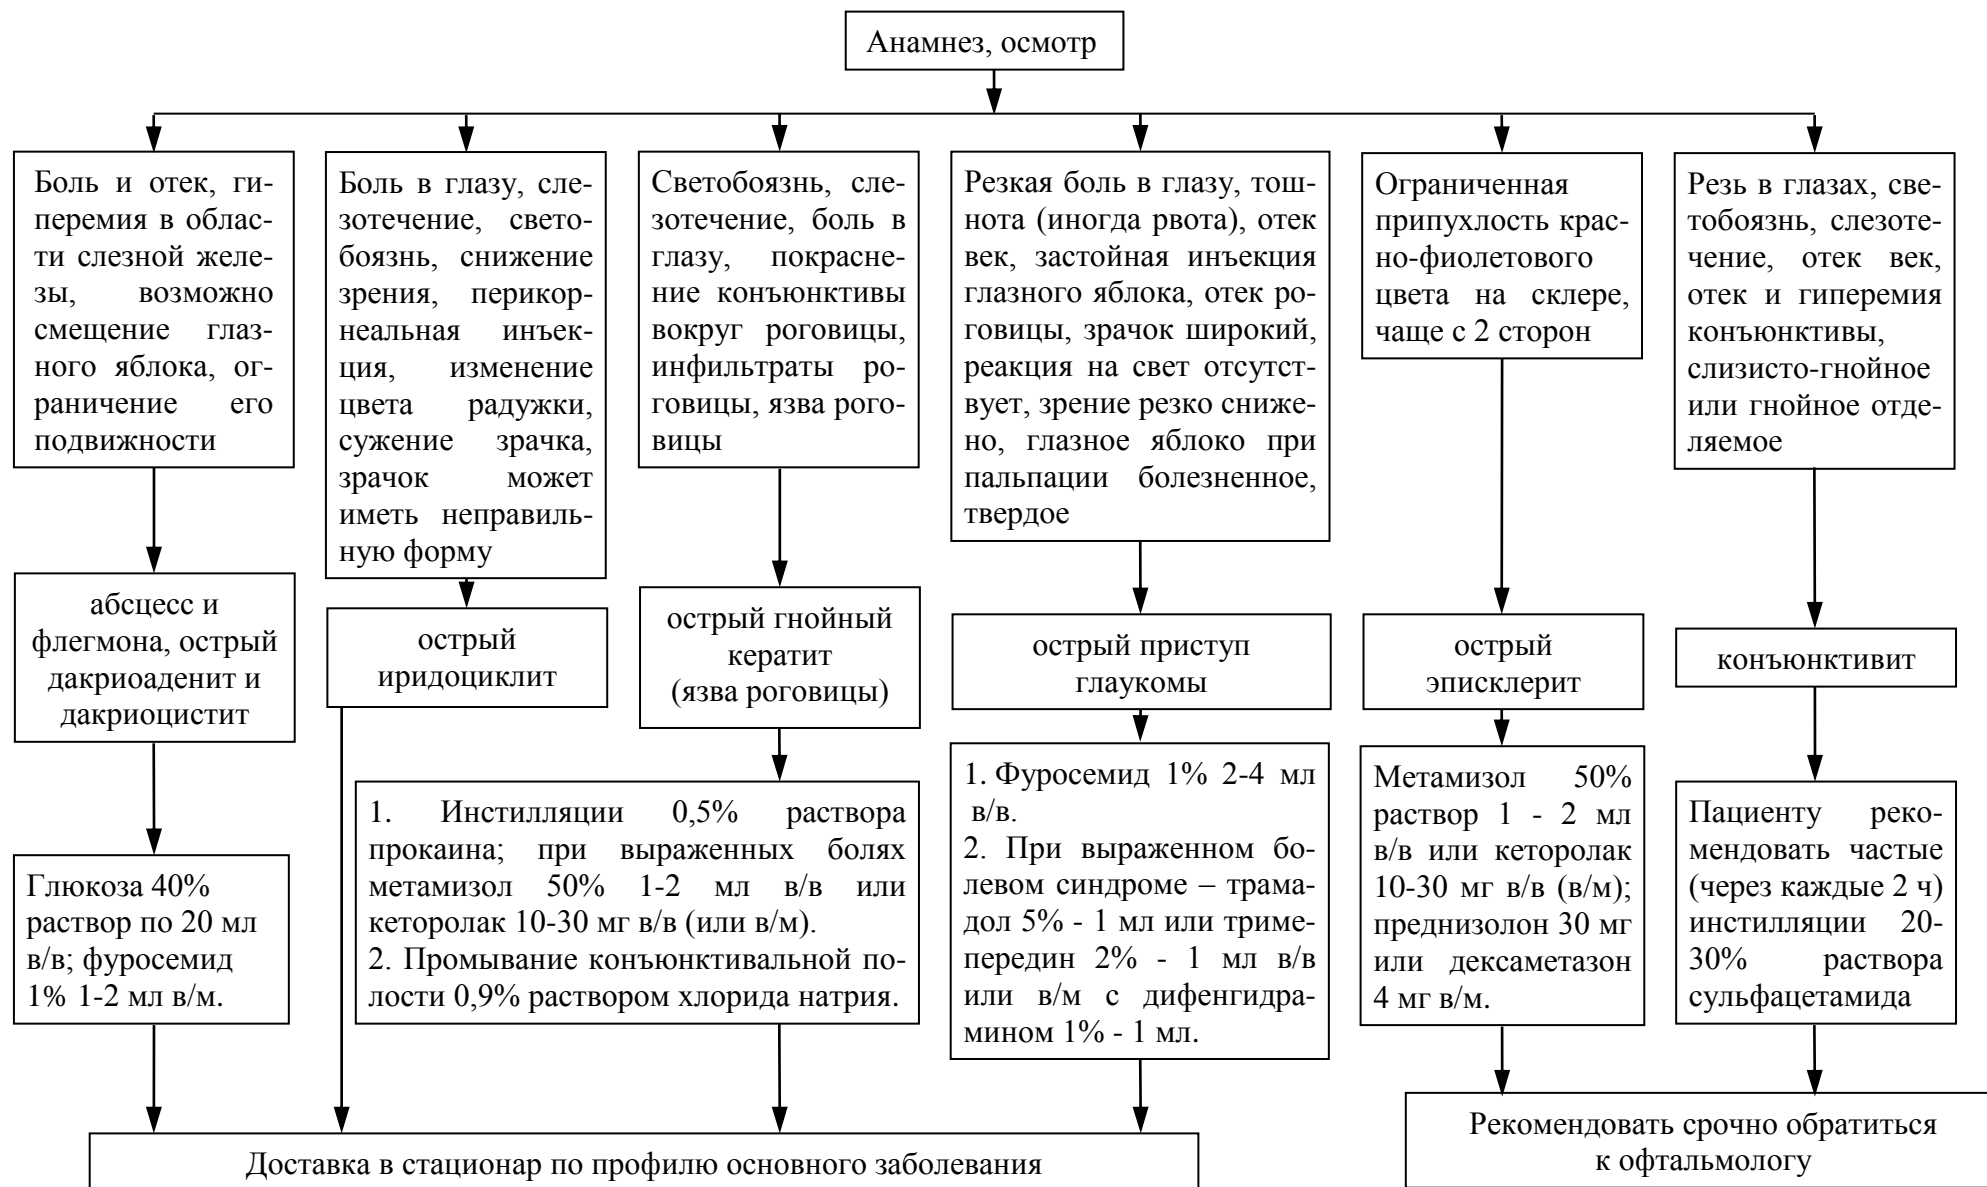 Анамнез, осмотр
Боль и отек, ги-
перемия в облас-
ти слезной желе-
зы, возможно
смещение глаз-
ного яблока, ог-
раничение его
подвижности
Боль в глазу, сле-
зотечение, свето-
боязнь, снижение
зрения, перикор-
неальная инъек-
ция, изменение
цвета радужки,
сужение зрачка,
зрачок может
иметь неправиль-
ную форму
Светобоязнь, сле-
зотечение, боль в
глазу, покрасне-
ние конъюнктивы
вокруг роговицы,
инфильтраты ро-
говицы, язва рого-
вицы
Резкая боль в глазу, тош-
нота (иногда рвота), отек
век, застойная инъекция
глазного яблока, отек ро-
говицы, зрачок широкий,
реакция на свет отсутст-
вует, зрение резко сниже-
но, глазное яблоко при
пальпации болезненное,
твердое
Ограниченная
припухлость крас-
но-фиолетового
цвета на склере,
чаще с 2 сторон
Резь в глазах, све-
тобоязнь, слезоте-
чение, отек век,
отек и гиперемия
конъюнктивы,
слизисто-гнойное
или гнойное отде-
ляемое
абсцесс и
флегмона, острый
дакриоаденит и
дакриоцистит
острый
иридоциклит
острый гнойный
кератит
(язва роговицы)
острый приступ
глаукомы
острый
эписклерит
конъюнктивит
Глюкоза 40%
раствор по 20 мл
в/в; фуросемид
1% 1-2 мл в/м.
1. Инстилляции 0,5% раствора
прокаина; при выраженных болях
метамизол 50% 1-2 мл в/в или
кеторолак 10-30 мг в/в (или в/м).
2. Промывание конъюнктивальной по-
лости 0,9% раствором хлорида натрия.
1. Фуросемид 1% 2-4 мл
в/в.
2. При выраженном бо-
левом синдроме – трама-
дол 5% - 1 мл или триме-
передин 2% - 1 мл в/в
или в/м с дифенгидра-
мином 1% - 1 мл.
Метамизол 50%
раствор 1 - 2 мл
в/в или кеторолак
10-30 мг в/в (в/м);
преднизолон 30 мг
или дексаметазон
4 мг в/м.
Пациенту реко-
мендовать частые
(через каждые 2 ч)
инстилляции 20-
30% раствора
сульфацетамида
Доставка в стационар по профилю основного заболевания
Рекомендовать срочно обратиться
к офтальмологу